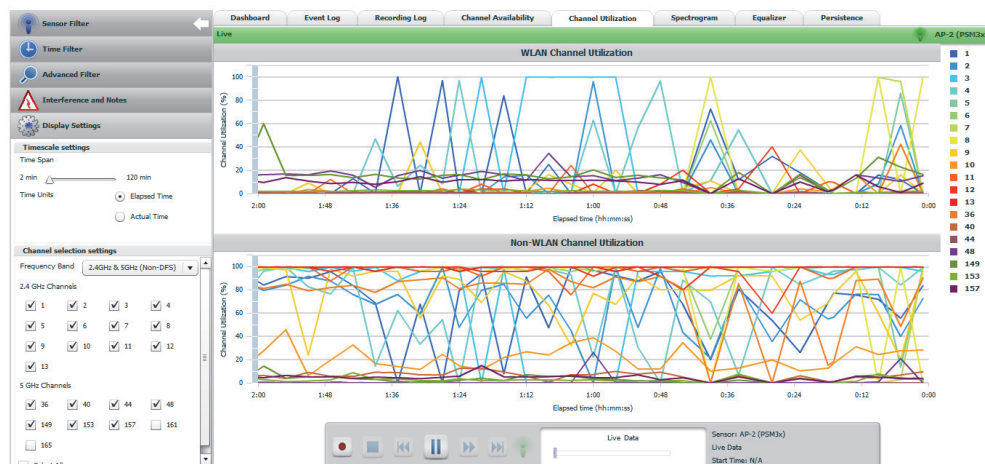 Sensor Filter
Time Filter
Advanced Filter
Interference and Notes
Display Settings
Timescale settings
Time Span
2 min 120 min
Time Units
Elapsed Time
Actual Time
Channel selection settings
Frequency Band 2.4GHz & 5GHz (Non-DFS)
2.4 GHz Channels
1 2 3 4
5 6 7 8
9 10 11 12
13
5 GHz Channels
36 40 44 48
149 153 157 161
165
Select All
Dashboard Event Log Recording Log Channel Availability Channel Utilization Spectrogram Equalizer Persistence
Live AP-2 (PSM3x)
WLAN Channel Utilization
Channel Utilization (%)
100
80
60
40
20
0
2:00 1:48 1:36 1:24 1:12 1:00 0:48 0:36 0:24 0:12 0:00
Elapsed time (hh:mm:ss)
Non-WLAN Channel Utilization
Channel Utilization (%)
100
80
60
40
20
0
2:00 1:48 1:36 1:24 1:12 1:00 0:48 0:36 0:24 0:12 0:00
Elapsed time (hh:mm:ss)
1
2
3
4
5
6
7
8
9
10
11
12
13
36
40
44
48
149
153
157
Live Data
Sensor: AP-2 (PSM3x)
Live Data
Start Time: N/A